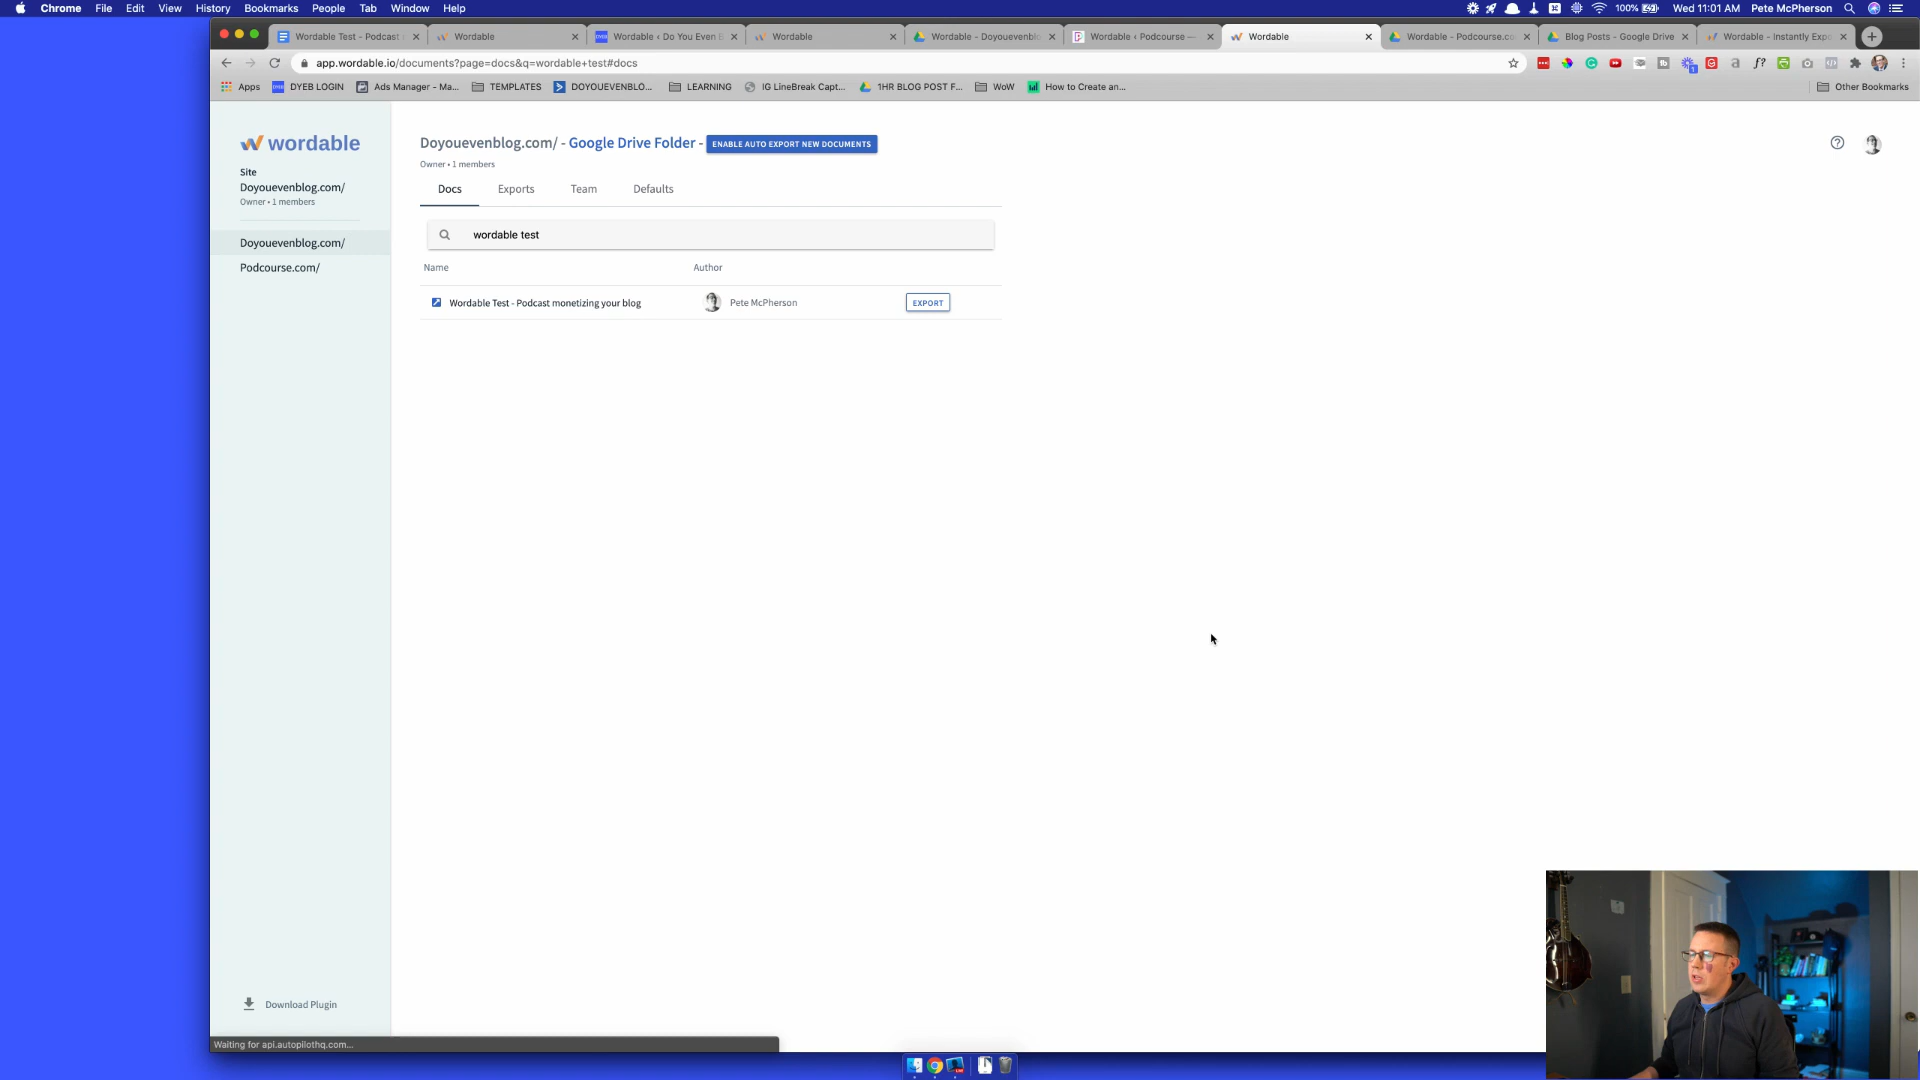 Chrome File Edit View History Bookmarks People Tab Window Help 100% Wed 11:01 AM Pete McPherson
Wordable Test - Podcast Wordable Wordable ‹ Do You Even B Wordable Wordable - Doyouevenblo Wordable ‹ Podcourse — Wordable Wordable - Podcourse.co Blog Posts - Google Drive Wordable - Instantly Expo
app.wordable.io/documents?page=docs&q=wordable+test#docs
Apps DYEB LOGIN Ads Manager - Ma... TEMPLATES DOYOUEVENBLO... LEARNING IG LineBreak Capt... 1HR BLOG POST F... WoW How to Create an... Other Bookmarks
wordable
Site
Doyouevenblog.com/
Owner • 1 members
Doyouevenblog.com/
Podcourse.com/
Download Plugin
Doyouevenblog.com/ - Google Drive Folder - ENABLE AUTO EXPORT NEW DOCUMENTS
Owner • 1 members
Docs Exports Team Defaults
wordable test
Name Author
Wordable Test - Podcast monetizing your blog Pete McPherson EXPORT
Waiting for api.autopilothq.com...